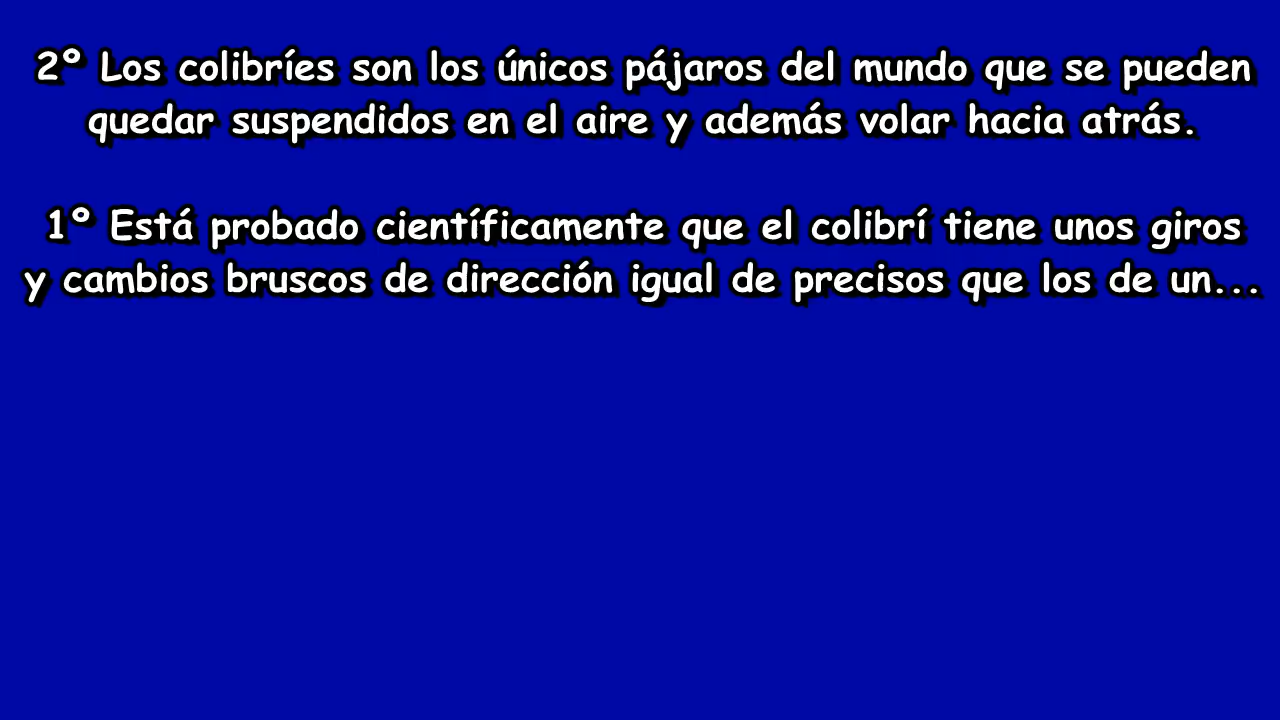 2º Los colibríes son los únicos pájaros del mundo que se pueden
quedar suspendidos en el aire y además volar hacia atrás.
1º Está probado científicamente que el colibrí tiene unos giros
y cambios bruscos de dirección igual de precisos que los de un...